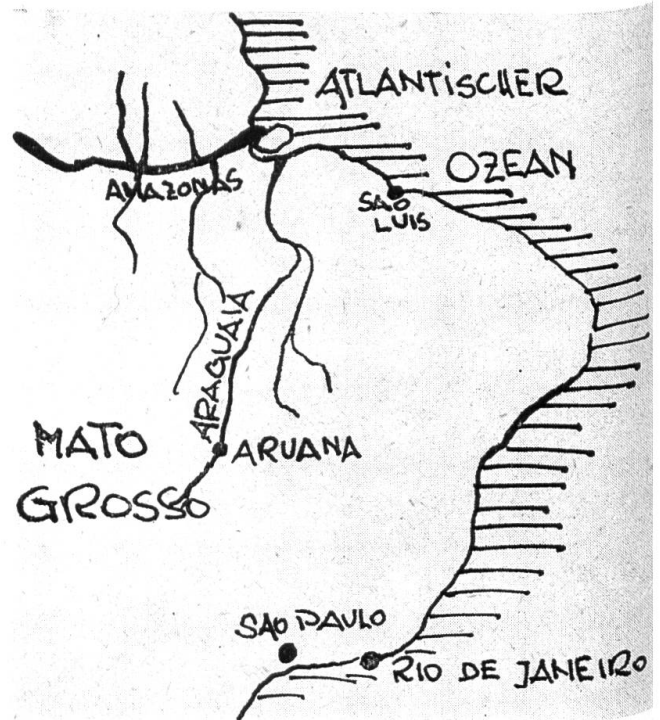 ATLANTISCHER
OZEAN
AMAZONAS
SAO
LUIS
ARAGUAIA
MATO
GROSSO
ARUANA
SAO PAULO
RIO DE JANEIRO